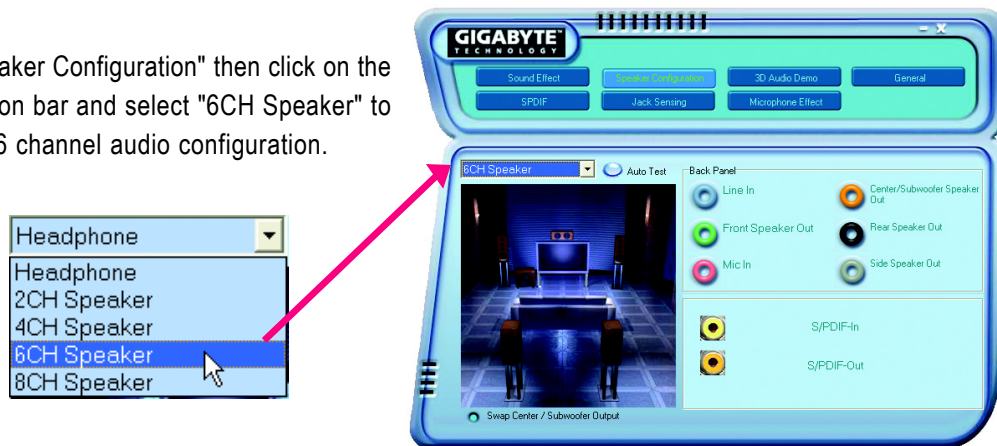 aker Configuration" then click on the
on bar and select "6CH Speaker" to
6 channel audio configuration.
Headphone
Headphone
2CH Speaker
4CH Speaker
6CH Speaker
8CH Speaker
GIGABYTE™
TECHNOLOGY
Sound Effect
Speaker Configuration
3D Audio Demo
General
SPDIF
Jack Sensing
Microphone Effect
6CH Speaker
Auto Test
Back Panel
Line In
Center/Subwoofer Speaker
Out
Front Speaker Out
Rear Speaker Out
Mic In
Side Speaker Out
S/PDIF-In
S/PDIF-Out
Swap Center / Subwoofer Output